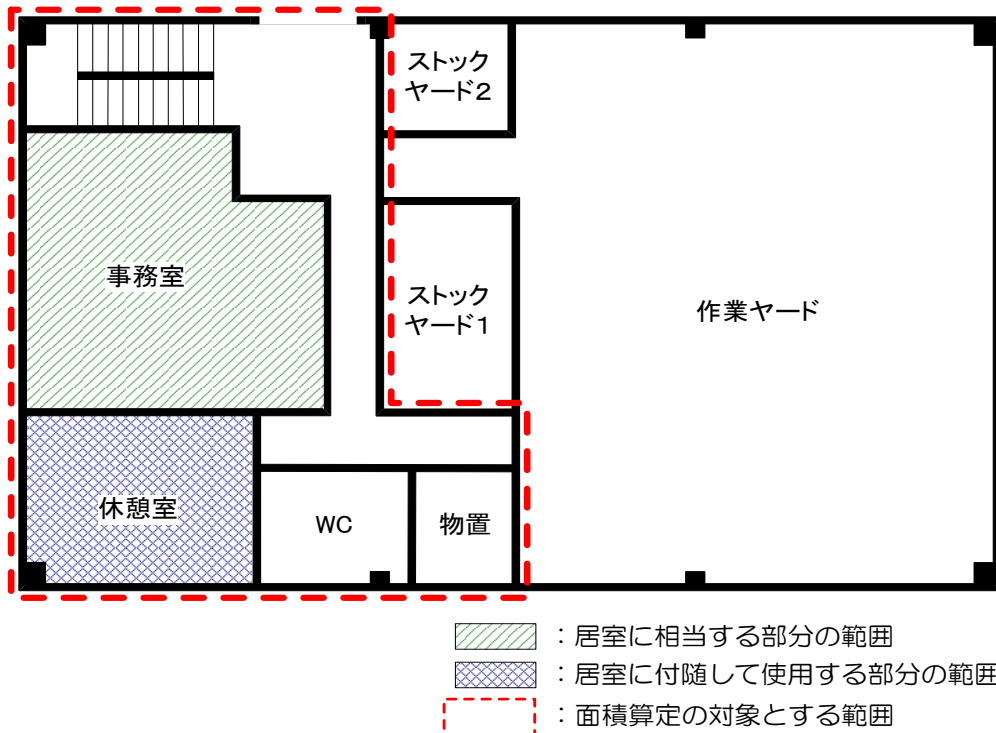 ストック
ヤード2
事務室
ストック
ヤード1
作業ヤード
休憩室
WC
物置
：居室に相当する部分の範囲
：居室に付随して使用する部分の範囲
：面積算定の対象とする範囲